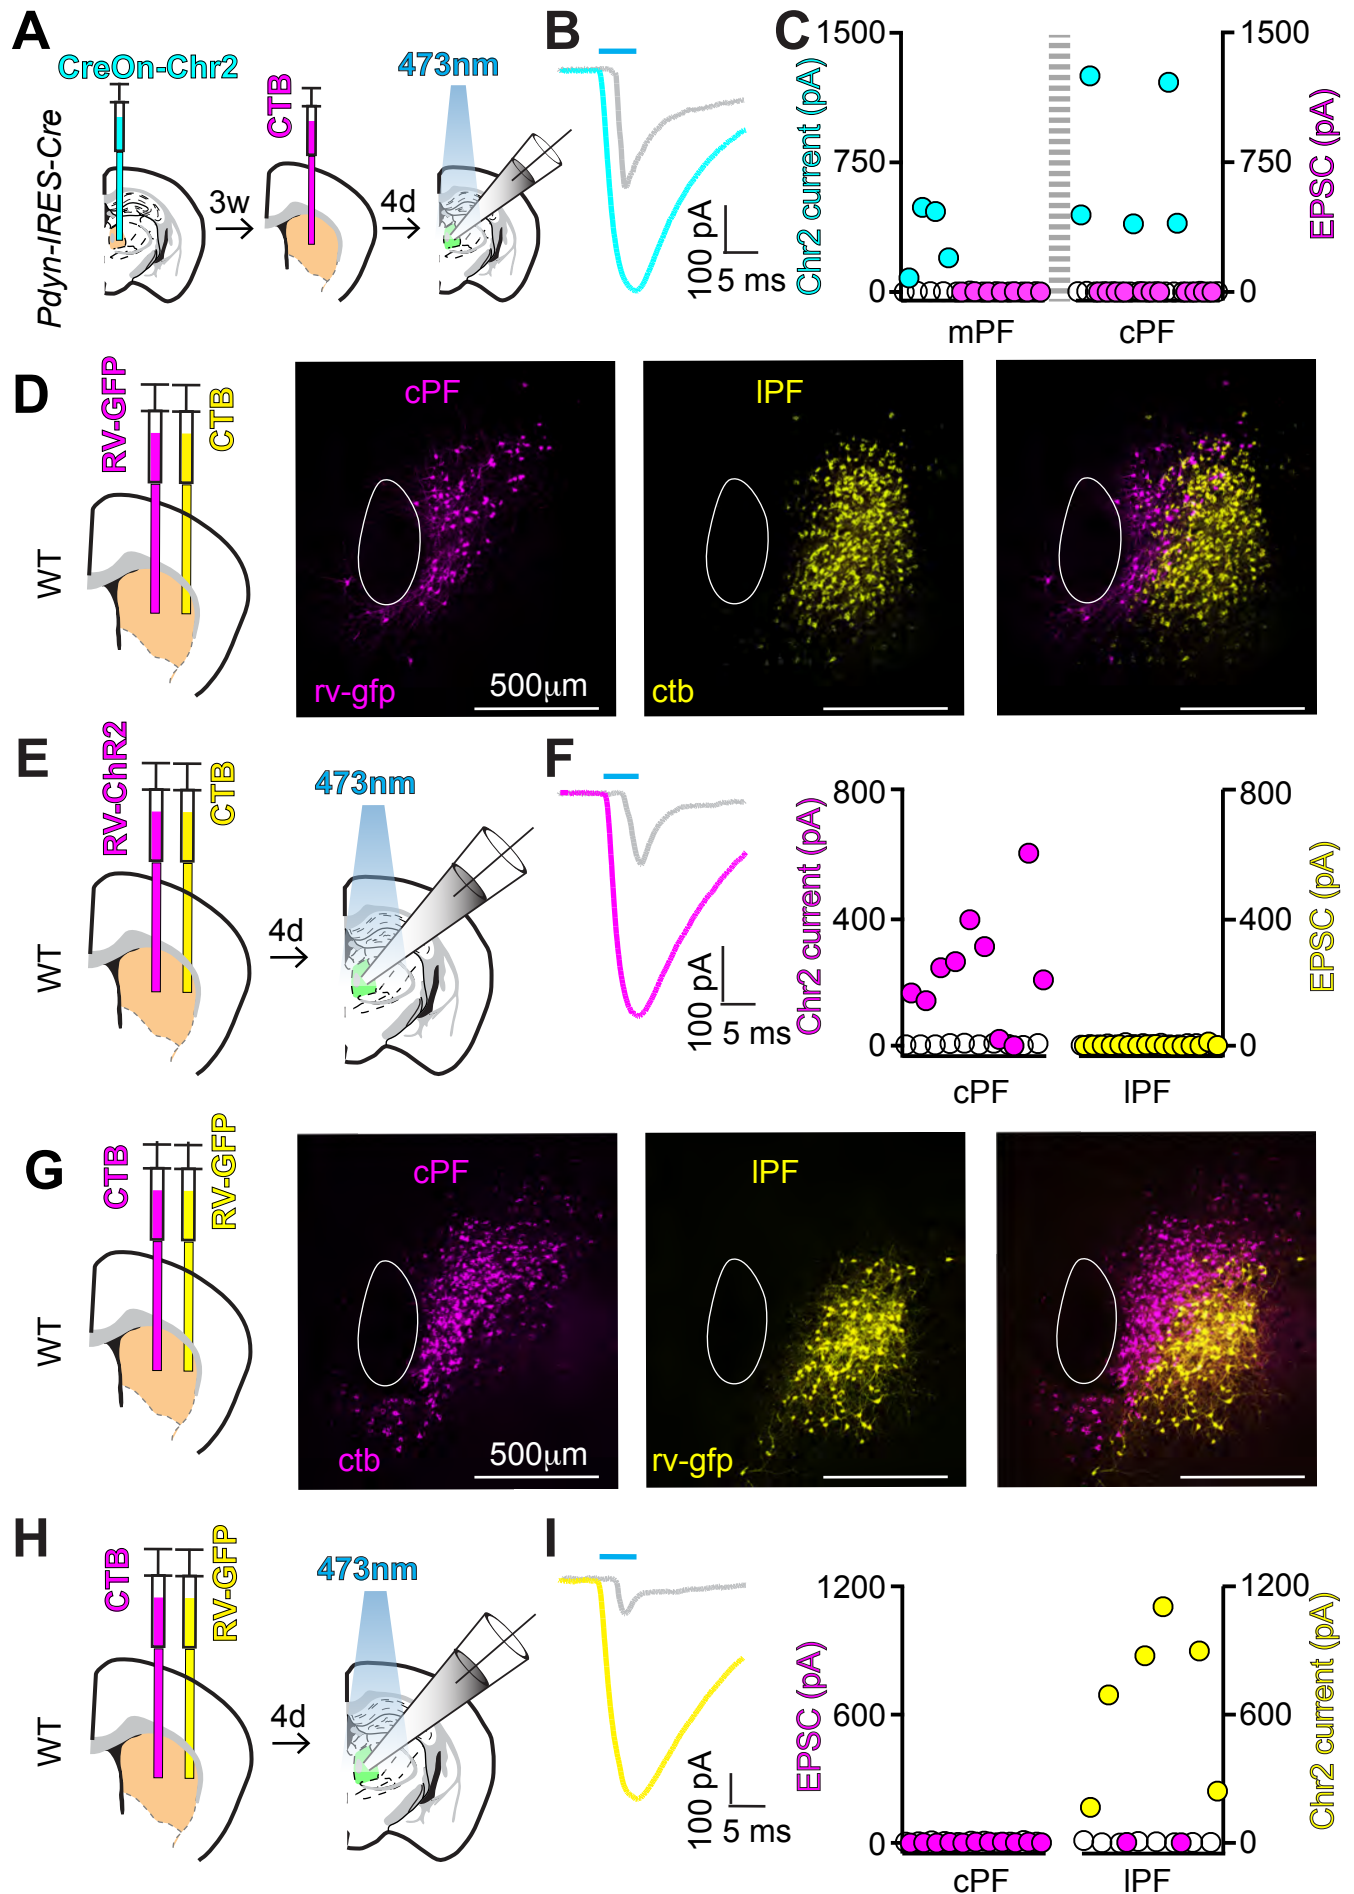 A
CreOn-Chr2
Pdyn-IRES-Cre
CTB
473nm
3w
4d
B
100 pA
5 ms
C
1500
750
0
Chr2 current (pA)
mPF
cPF
1500
750
0
EPSC (pA)
D
RV-GFP
CTB
WT
cPF
rv-gfp
500μm
lPF
ctb
E
RV-ChR2
CTB
WT
4d
473nm
F
100 pA
5 ms
Chr2 current (pA)
800
400
0
cPF
lPF
800
400
0
EPSC (pA)
G
CTB
RV-GFP
WT
cPF
ctb
500μm
lPF
rv-gfp
H
CTB
RV-GFP
WT
4d
473nm
I
100 pA
5 ms
EPSC (pA)
1200
600
0
cPF
lPF
1200
600
0
Chr2 current (pA)